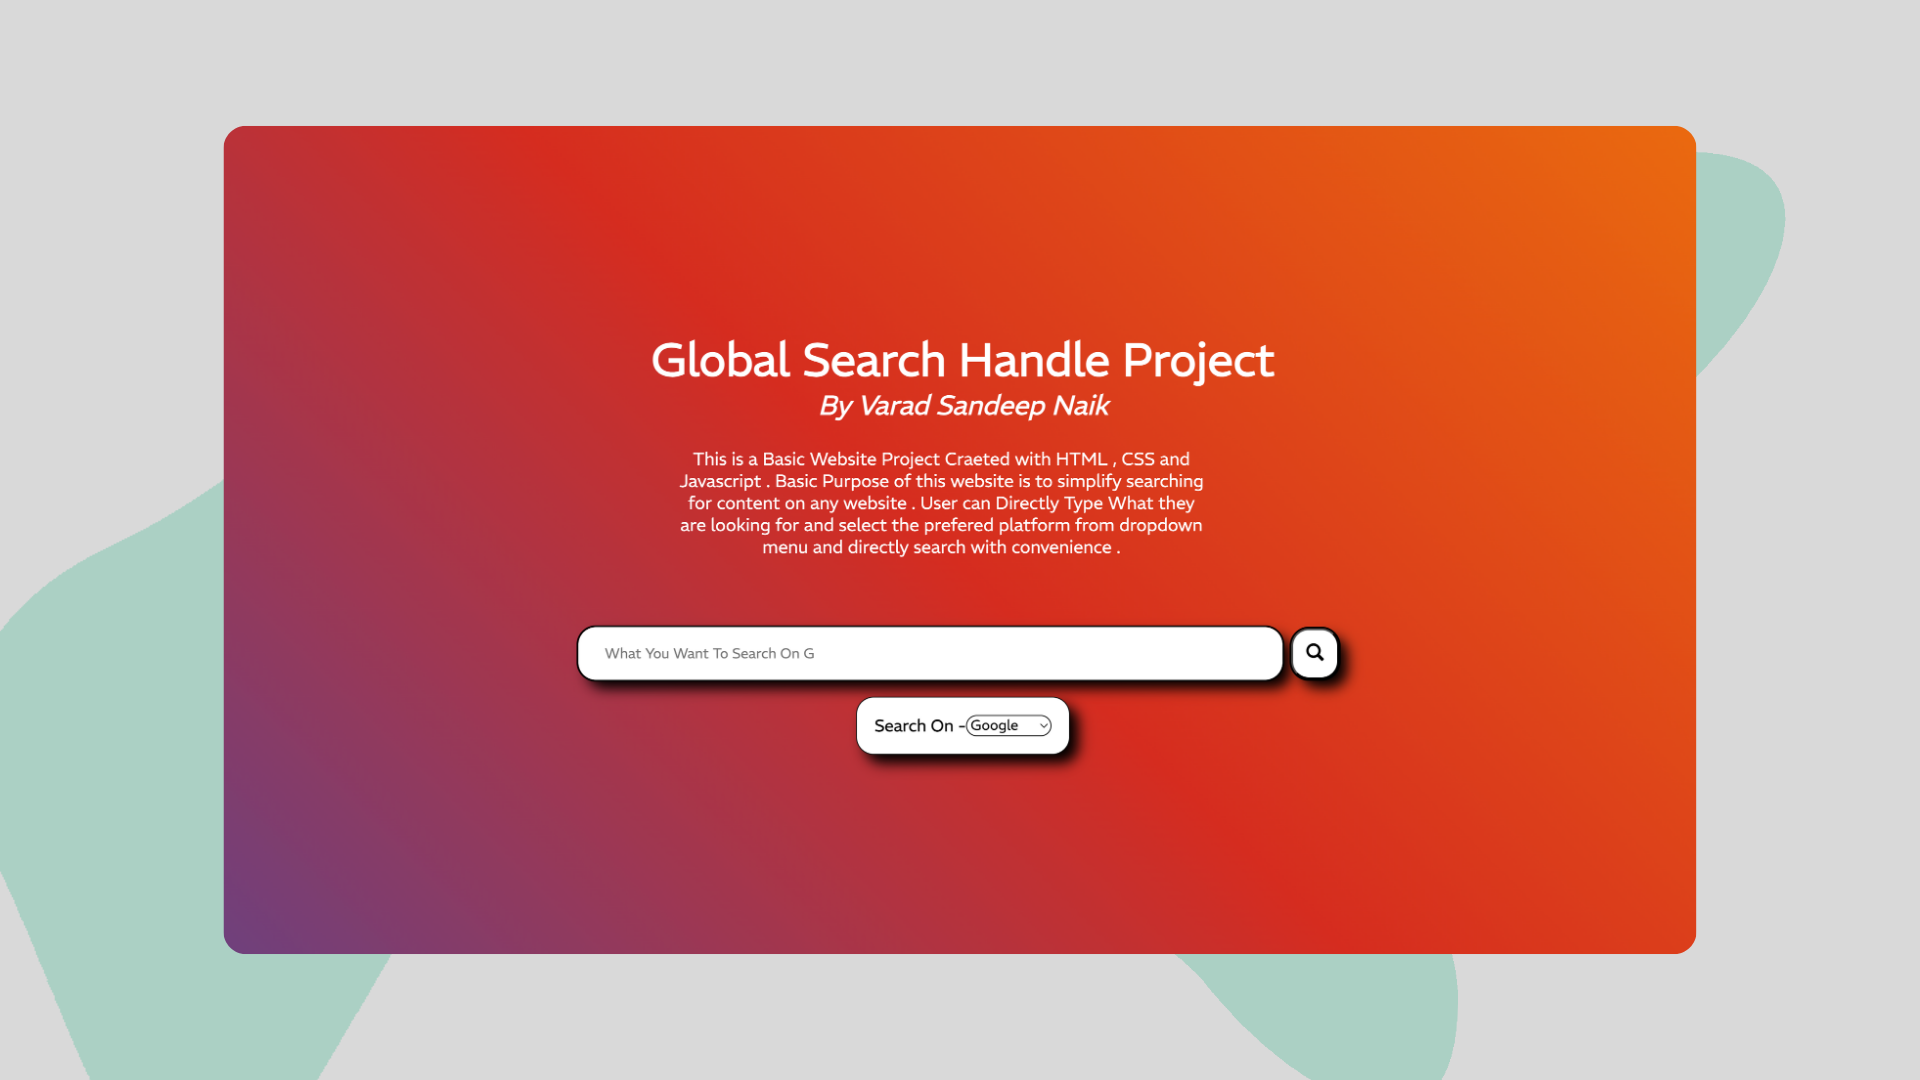 Global Search Handle Project
By Varad Sandeep Naik
This is a Basic Website Project Craeted with HTML , CSS and
Javascript . Basic Purpose of this website is to simplify searching
for content on any website . User can Directly Type What they
are looking for and select the prefered platform from dropdown
menu and directly search with convenience .
What You Want To Search On G
Search On -Google